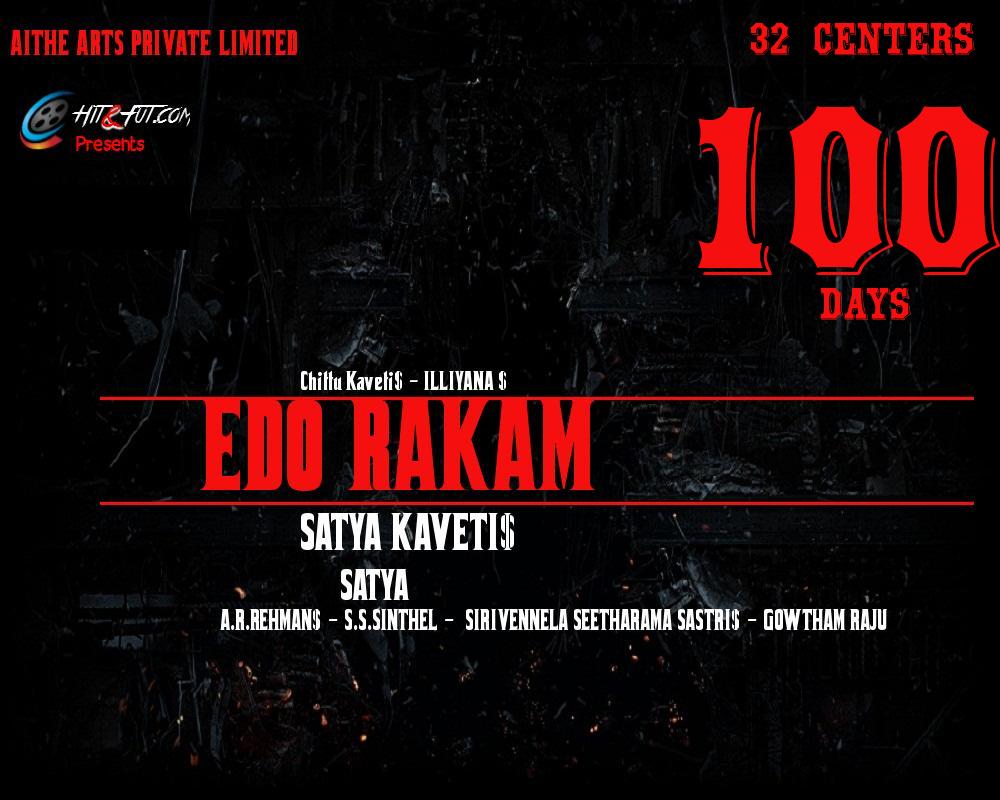 AITHE ARTS PRIVATE LIMITED
32 CENTERS
HIT&FUT.COM
Presents
100
DAYS
Chittu Kaveti$ - ILLIYANA $
EDO RAKAM
SATYA KAVETI$
SATYA
A.R.REHMAN$ - S.S.SINTHEL - SIRIVENNELA SEETHARAMA SASTRI$ - GOWTHAM RAJU